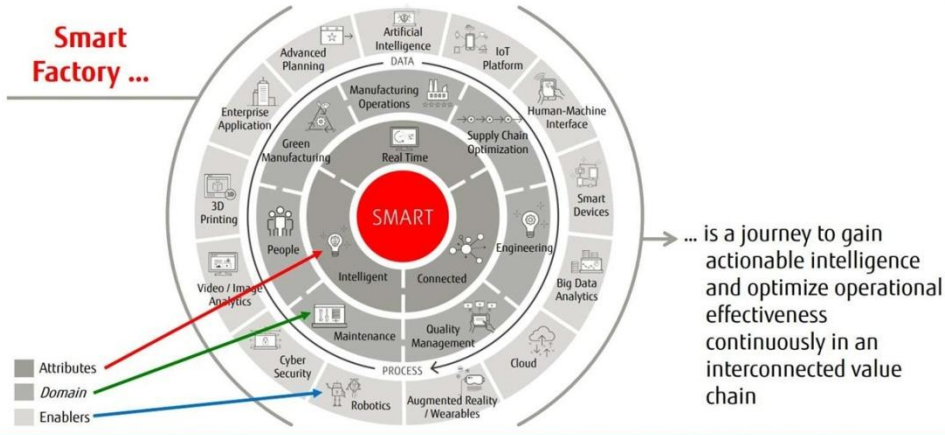 Smart
Factory ...
Artificial
Intelligence
Advanced
Planning
IoT
Platform
DATA
Enterprise
Application
Manufacturing
Operations
Human-Machine
Interface
Green
Manufacturing
Supply Chain
Optimization
Real Time
3D
Printing
SMART
Smart
Devices
People
Engineering
Intelligent
Connected
Video / Image
Analytics
Big Data
Analytics
Maintenance
Quality
Management
Cyber
Security
PROCESS
Cloud
Robotics
Augmented Reality
/ Wearables
Attributes
Domain
Enablers
... is a journey to gain
actionable intelligence
and optimize operational
effectiveness
continuously in an
interconnected value
chain